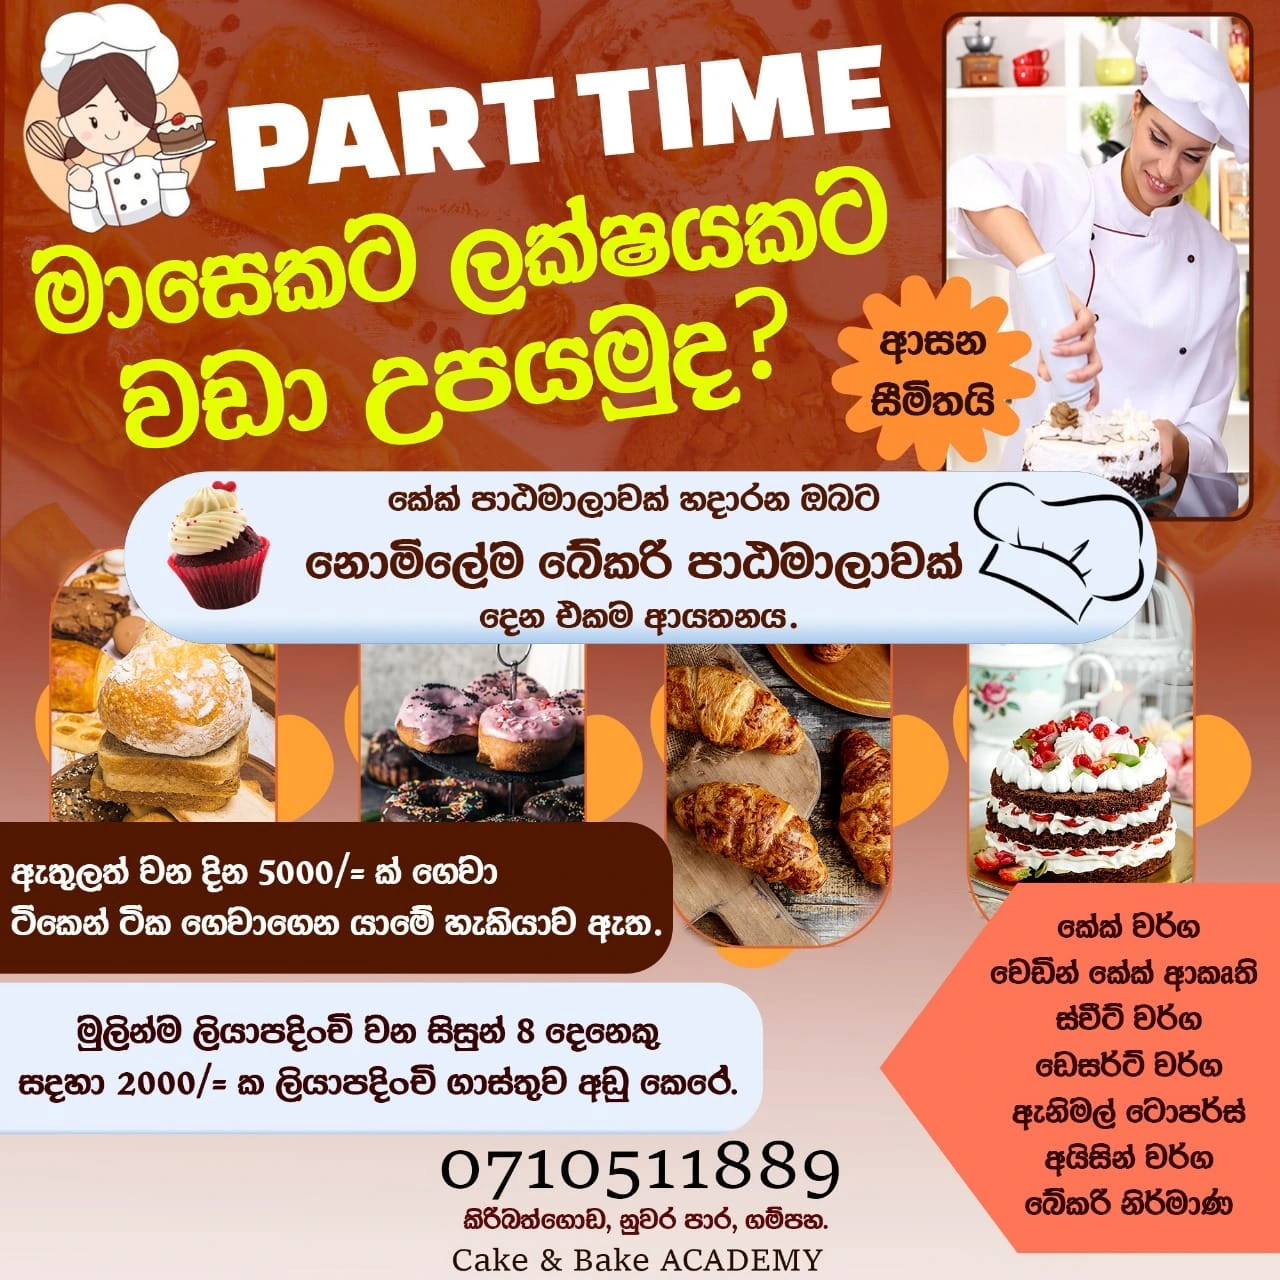 PART TIME
මාසෙකට ලක්ෂයකට
වඩා උපයමුද?
ආසන
සීමිතයි
කේක් පාඨමාලාවක් හදාරන ඔබට
නොමිලේම බේකරි පාඨමාලාවක්
දෙන එකම ආයතනය.
ඇතුලත් වන දින 5000/= ක් ගෙවා
ටිකෙන් ටික ගෙවාගෙන යාමේ හැකියාව ඇත.
මුලින්ම ලියාපදිංචි වන සිසුන් 8 දෙනෙකු
සදහා 2000/= ක ලියාපදිංචි ගාස්තුව අඩු කෙරේ.
කේක් වර්ග
වෙඩින් කේක් ආකෘති
ස්වීට් වර්ග
ඩෙසර්ට් වර්ග
ඇනිමල් ටොපර්ස්
අයිසින් වර්ග
බේකරි නිර්මාණ
0710511889
කිරිබත්ගොඩ, නුවර පාර, ගම්පහ.
Cake & Bake ACADEMY